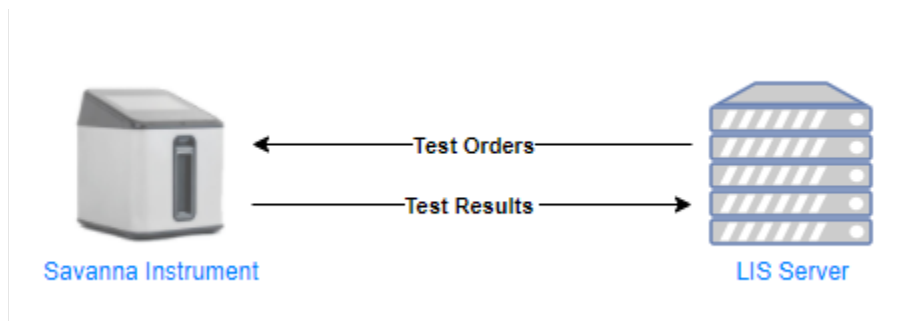 Test Orders
Test Results
Savanna Instrument
LIS Server